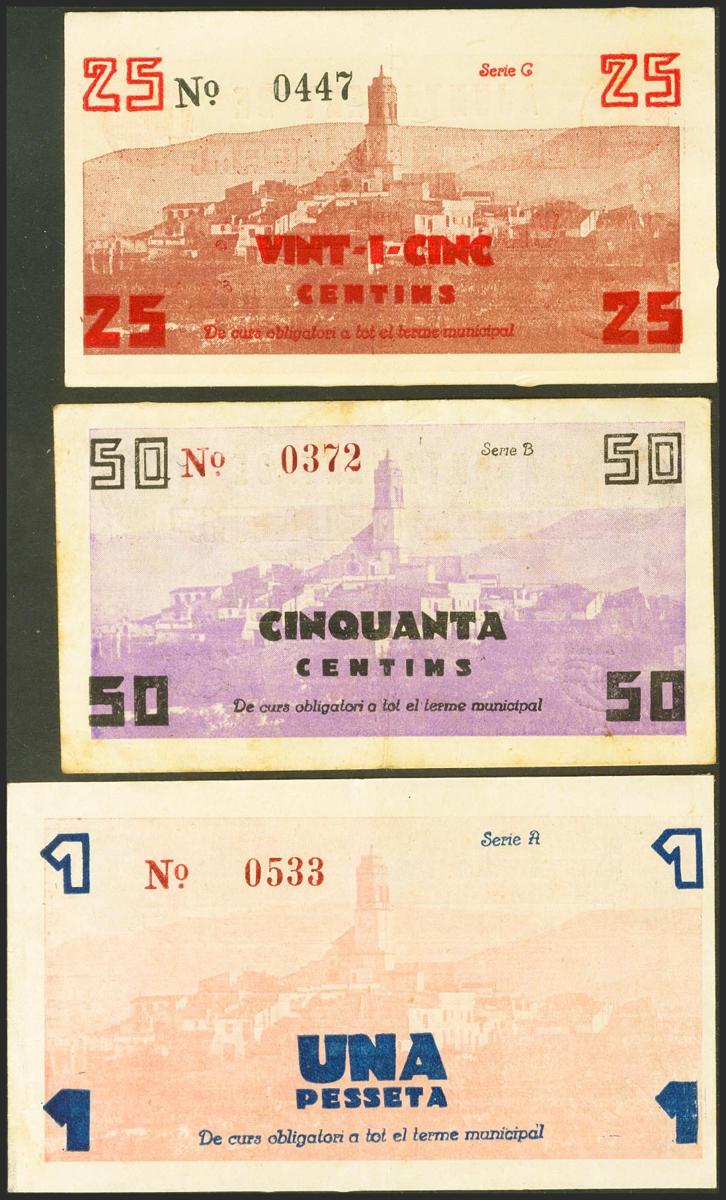 25 Nº 0447 Serie C 25
VINT-I-CINC
CENTIMS
25 25
De curs obligatori a tot el terme municipal
50 Nº 0372 Serie B 50
CINQUANTA
CENTIMS
50 50
De curs obligatori a tot el terme municipal
1 Nº 0533 Serie A 1
UNA
PESSETA
1 1
De curs obligatori a tot el terme municipal